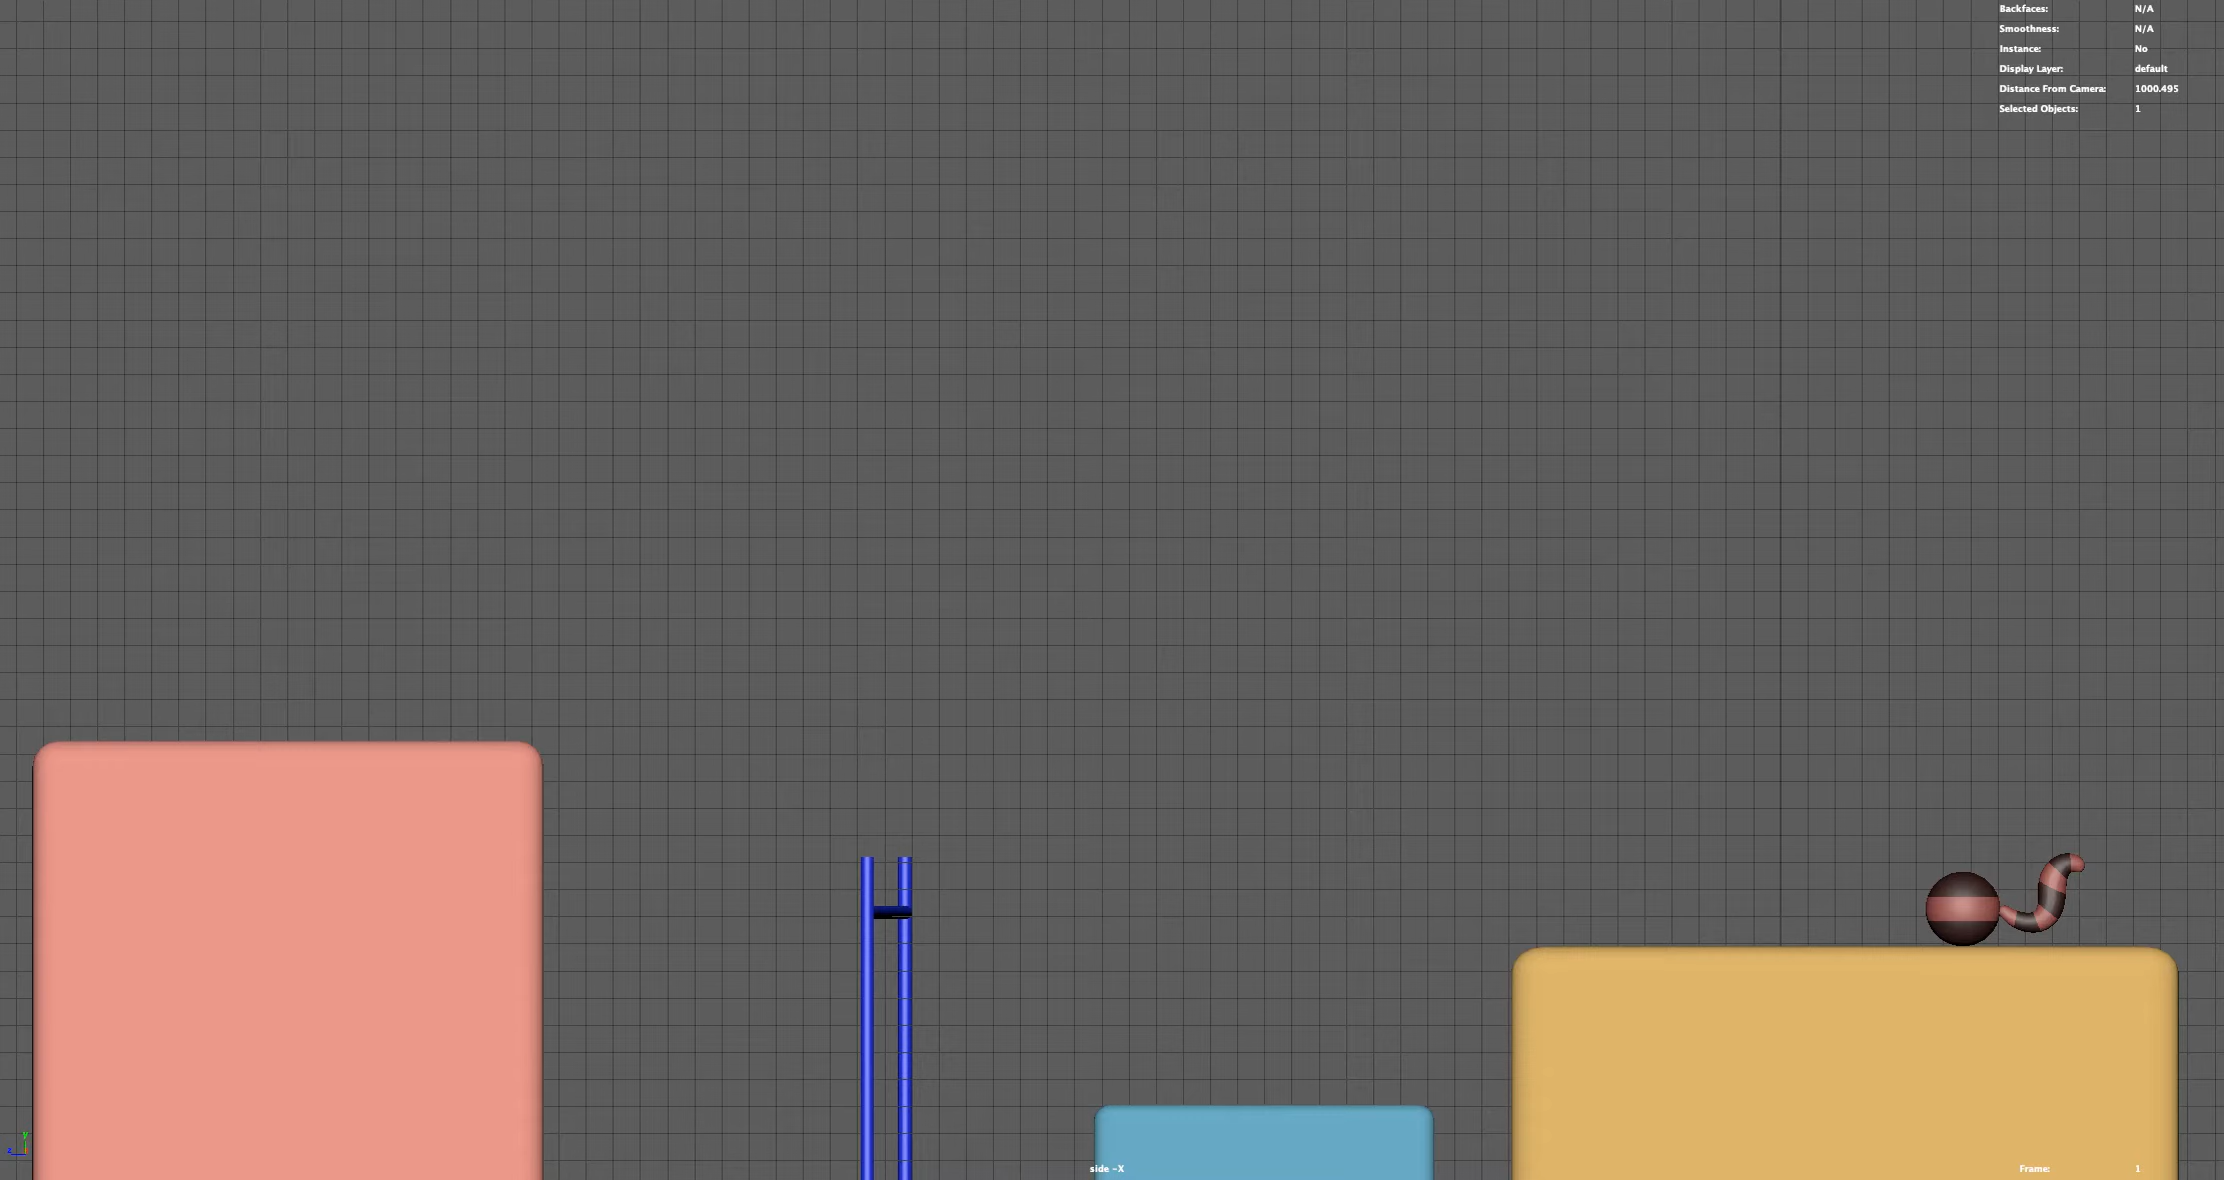 Backfaces: N/A
Smoothness: N/A
Instance: No
Display Layer: default
Distance From Camera: 1000.495
Selected Objects: 1
y
z
side -X
Frame: 1